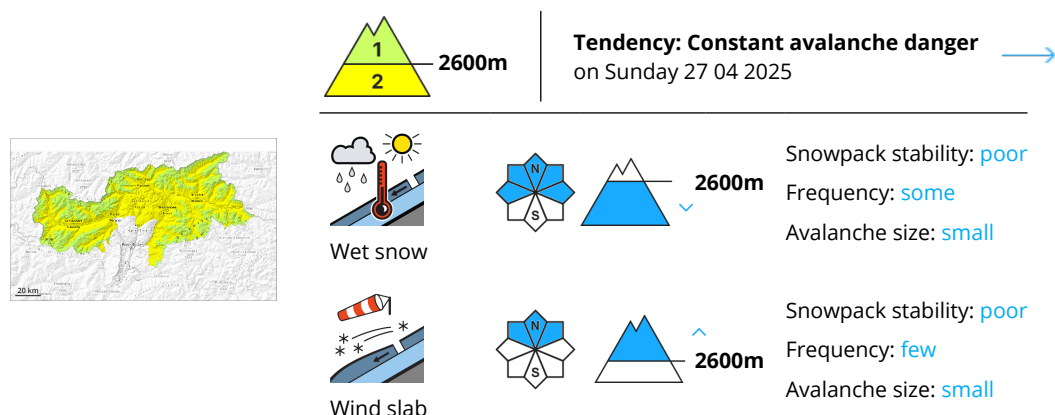 1
2
2600m
Tendency: Constant avalanche danger
on Sunday 27 04 2025
20 km
Wet snow
N
S
2600m
Snowpack stability: poor
Frequency: some
Avalanche size: small
Wind slab
N
S
2600m
Snowpack stability: poor
Frequency: few
Avalanche size: small